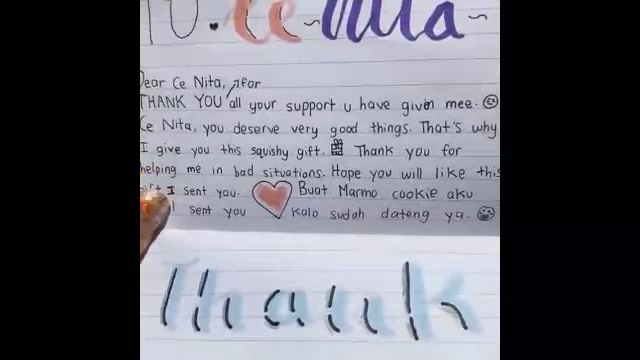 TO. Ce ~Nita~
Dear Ce Nita, for
THANK YOU all your support u have given mee.
Ce Nita, you deserve very good things. That's why
I give you this squishy gift. Thank you for
helping me in bad situations. Hope you will like this
gift I sent you. Buat Marmo cookie aku
I sent you kalo sudah dateng ya.
Thank